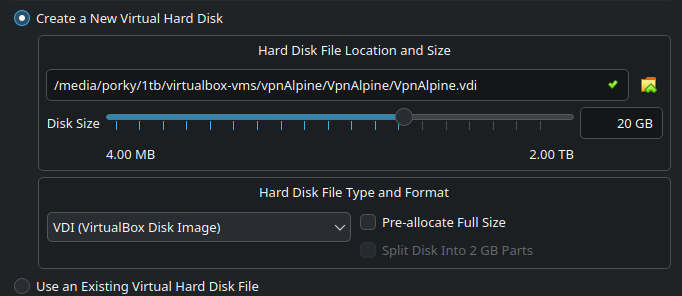 Create a New Virtual Hard Disk
Hard Disk File Location and Size
/media/porky/1tb/virtualbox-vms/vpnAlpine/VpnAlpine/VpnAlpine.vdi
Disk Size
20 GB
4.00 MB
2.00 TB
Hard Disk File Type and Format
VDI (VirtualBox Disk Image)
Pre-allocate Full Size
Split Disk Into 2 GB Parts
Use an Existing Virtual Hard Disk File